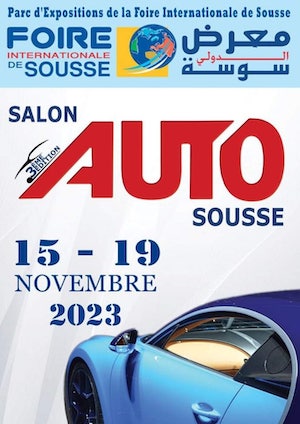 Parc d'Expositions de la Foire Internationale de Sousse
FOIRE
INTERNATIONALE
DE SOUSSE
معرض
الدولي
سوسة
SALON
3ÈME EDITION
AUTO
SOUSSE
15 - 19
NOVEMBRE
2023